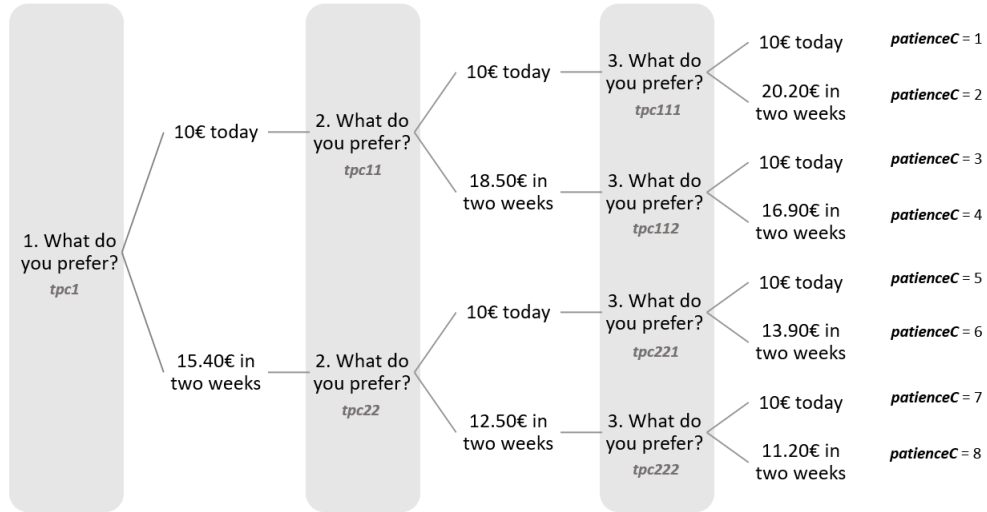 1. What do
you prefer?
tpc1
10€ today
15.40€ in
two weeks
2. What do
you prefer?
tpc11
2. What do
you prefer?
tpc22
10€ today
18.50€ in
two weeks
10€ today
12.50€ in
two weeks
3. What do
you prefer?
tpc111
3. What do
you prefer?
tpc112
3. What do
you prefer?
tpc221
3. What do
you prefer?
tpc222
10€ today
20.20€ in
two weeks
10€ today
16.90€ in
two weeks
10€ today
13.90€ in
two weeks
10€ today
11.20€ in
two weeks
patienceC = 1
patienceC = 2
patienceC = 3
patienceC = 4
patienceC = 5
patienceC = 6
patienceC = 7
patienceC = 8